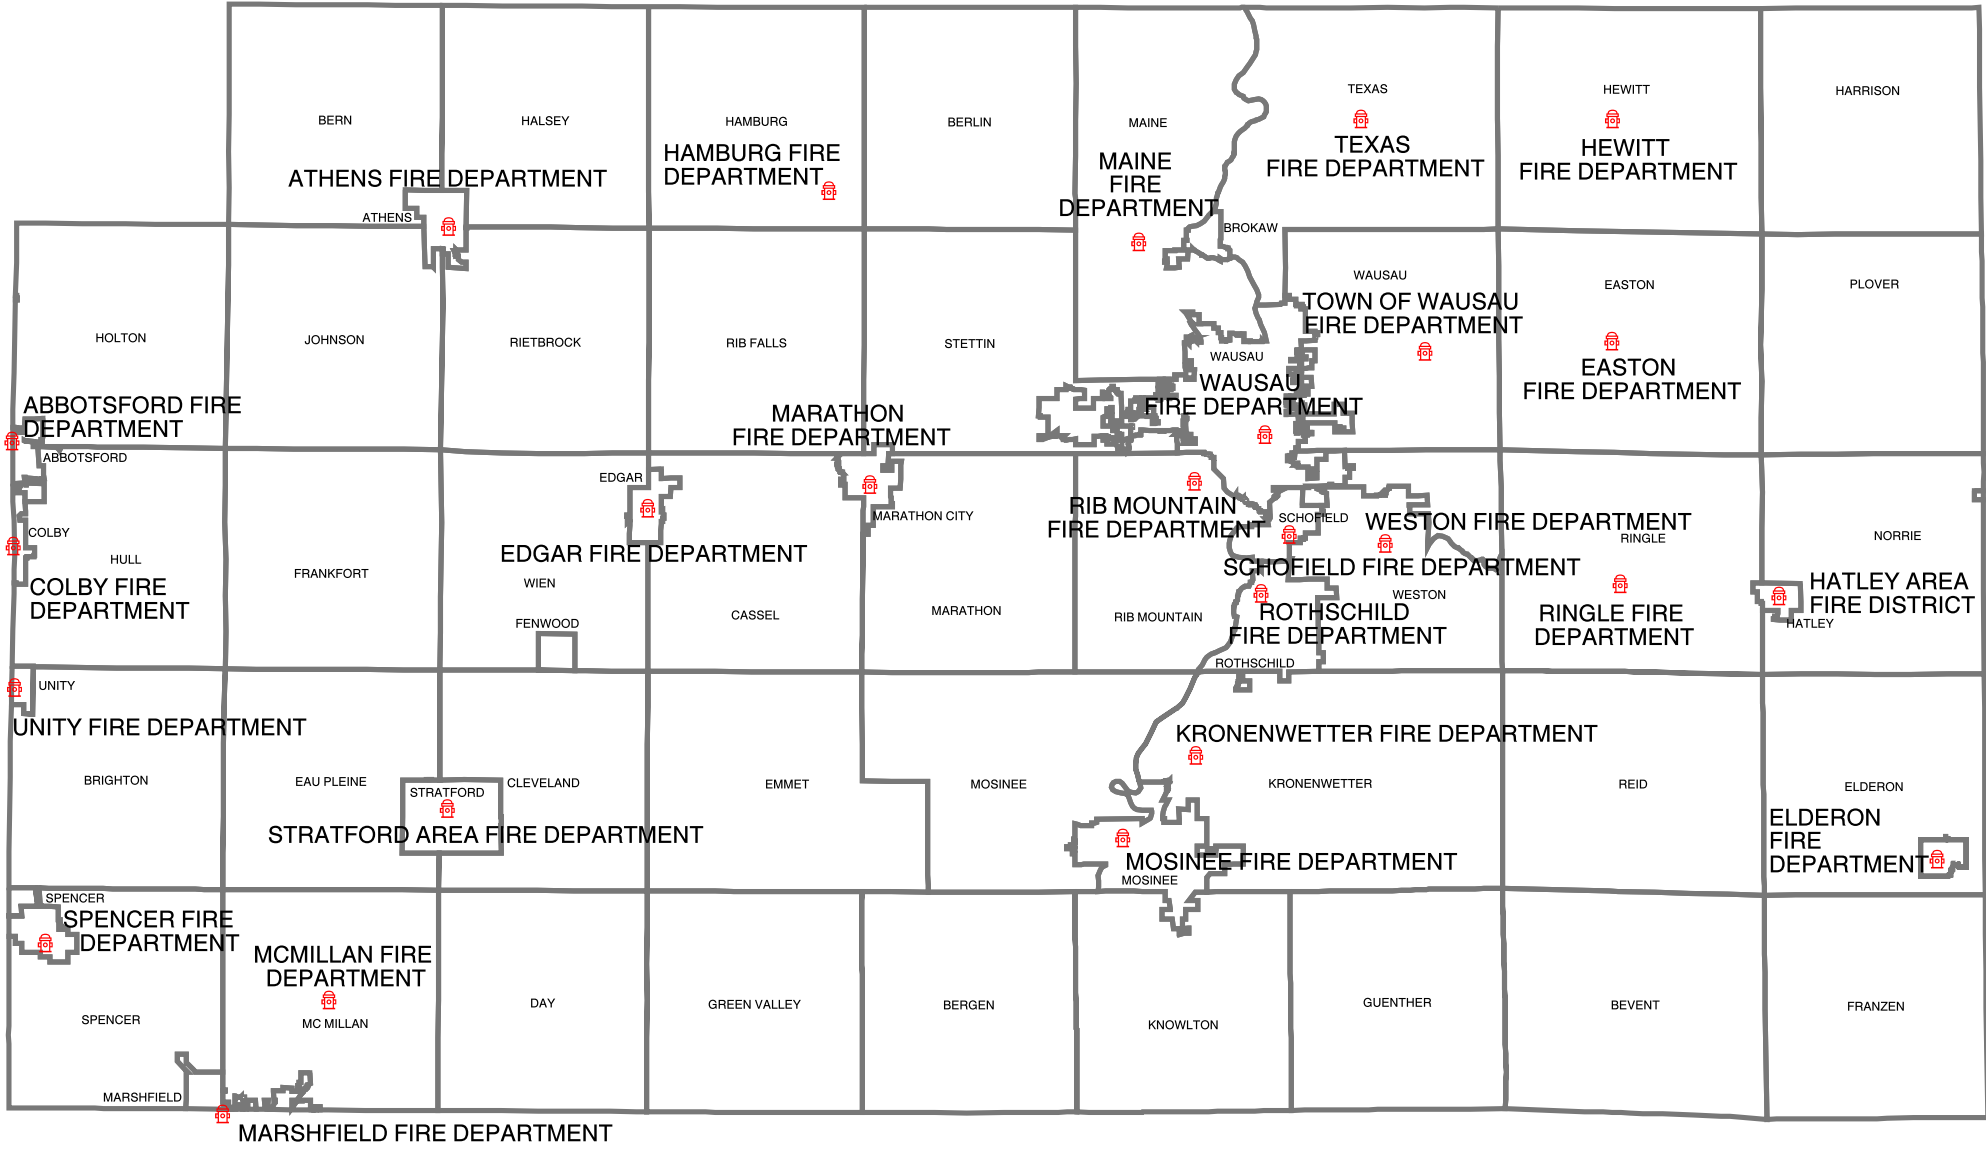 TEXAS
HEWITT
HARRISON
BERN
HALSEY
HAMBURG
BERLIN
MAINE
TEXAS
FIRE DEPARTMENT
HEWITT
FIRE DEPARTMENT
HAMBURG FIRE
DEPARTMENT
MAINE
FIRE
DEPARTMENT
ATHENS FIRE DEPARTMENT
ATHENS
BROKAW
WAUSAU
EASTON
PLOVER
TOWN OF WAUSAU
FIRE DEPARTMENT
HOLTON
JOHNSON
RIETBROCK
RIB FALLS
STETTIN
WAUSAU
WAUSAU
FIRE DEPARTMENT
EASTON
FIRE DEPARTMENT
ABBOTSFORD FIRE
DEPARTMENT
MARATHON
FIRE DEPARTMENT
ABBOTSFORD
EDGAR
RIB MOUNTAIN
FIRE DEPARTMENT
MARATHON CITY
SCHOFIELD
WESTON FIRE DEPARTMENT
RINGLE
NORRIE
COLBY
HULL
EDGAR FIRE DEPARTMENT
SCHOFIELD FIRE DEPARTMENT
FRANKFORT
WIEN
COLBY FIRE
DEPARTMENT
HATLEY AREA
FIRE DISTRICT
WESTON
CASSEL
MARATHON
RIB MOUNTAIN
ROTHSCHILD
FIRE DEPARTMENT
RINGLE FIRE
DEPARTMENT
HATLEY
FENWOOD
ROTHSCHILD
UNITY
UNITY FIRE DEPARTMENT
KRONENWETTER FIRE DEPARTMENT
BRIGHTON
EAU PLEINE
CLEVELAND
STRATFORD
EMMET
MOSINEE
KRONENWETTER
REID
ELDERON
STRATFORD AREA FIRE DEPARTMENT
ELDERON
FIRE
DEPARTMENT
MOSINEE FIRE DEPARTMENT
MOSINEE
SPENCER
SPENCER FIRE
DEPARTMENT
MCMILLAN FIRE
DEPARTMENT
SPENCER
MC MILLAN
DAY
GREEN VALLEY
BERGEN
KNOWLTON
GUENTHER
BEVENT
FRANZEN
MARSHFIELD
MARSHFIELD FIRE DEPARTMENT